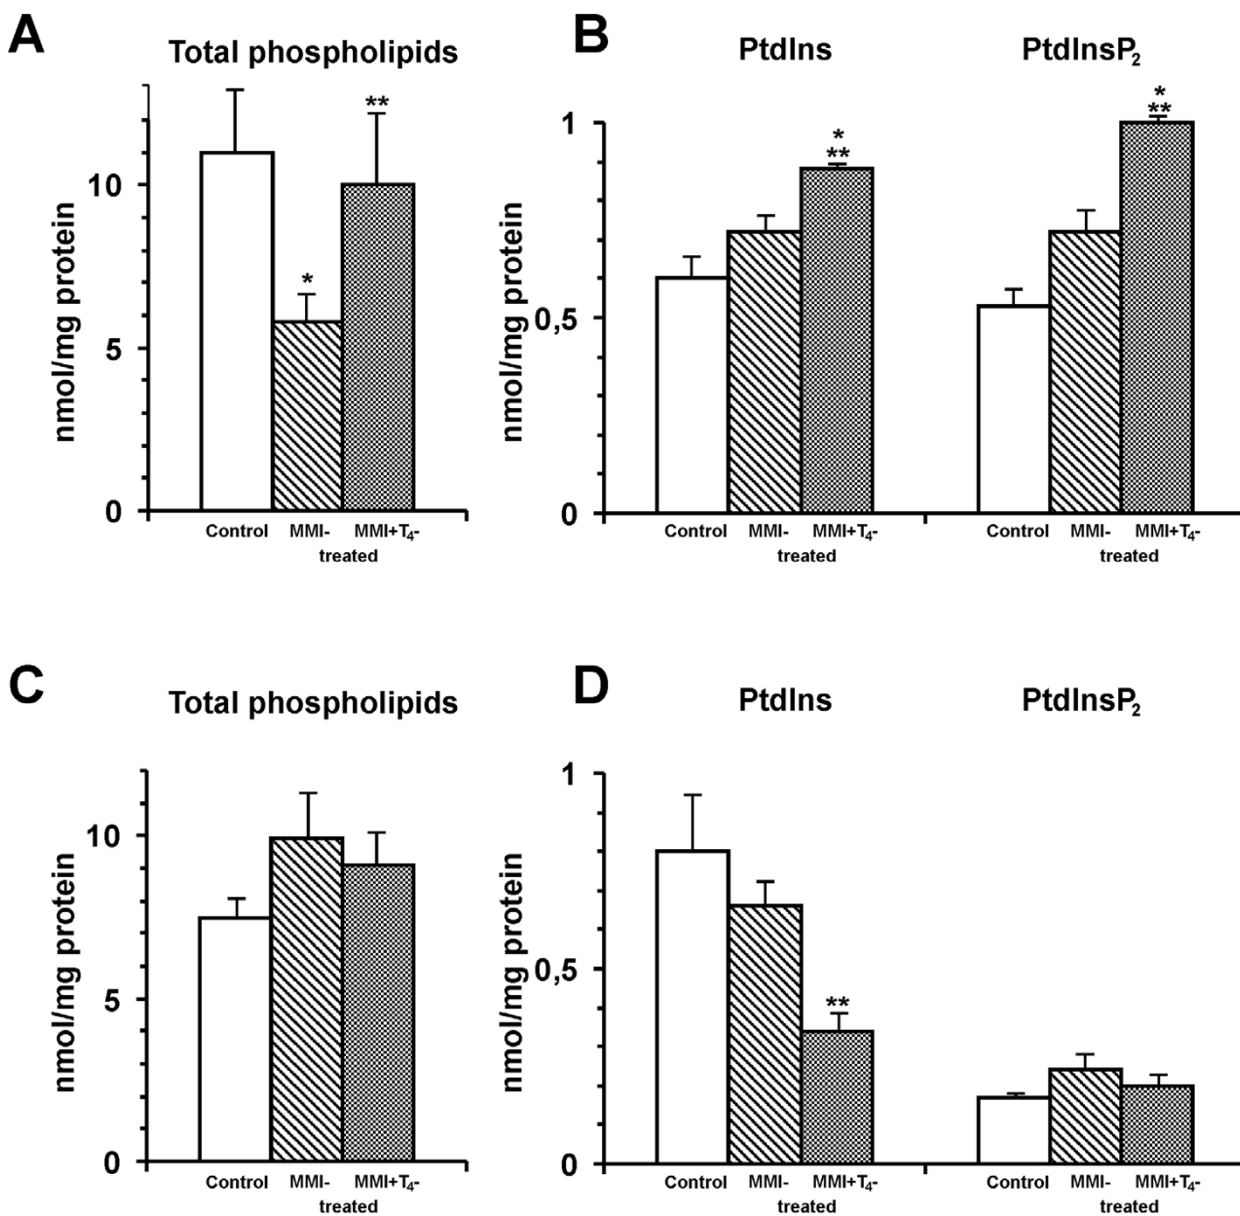 A
Total phospholipids
nmol/mg protein
10
5
0
*
**
Control MMI- MMI+T₄-
treated
B
PtdIns PtdInsP₂
nmol/mg protein
1
0,5
0
*
**
*
**
Control MMI- MMI+T₄- Control MMI- MMI+T₄-
treated treated
C
Total phospholipids
nmol/mg protein
10
5
0
Control MMI- MMI+T₄-
treated
D
PtdIns PtdInsP₂
nmol/mg protein
1
0,5
0
**
Control MMI- MMI+T₄- Control MMI- MMI+T₄-
treated treated